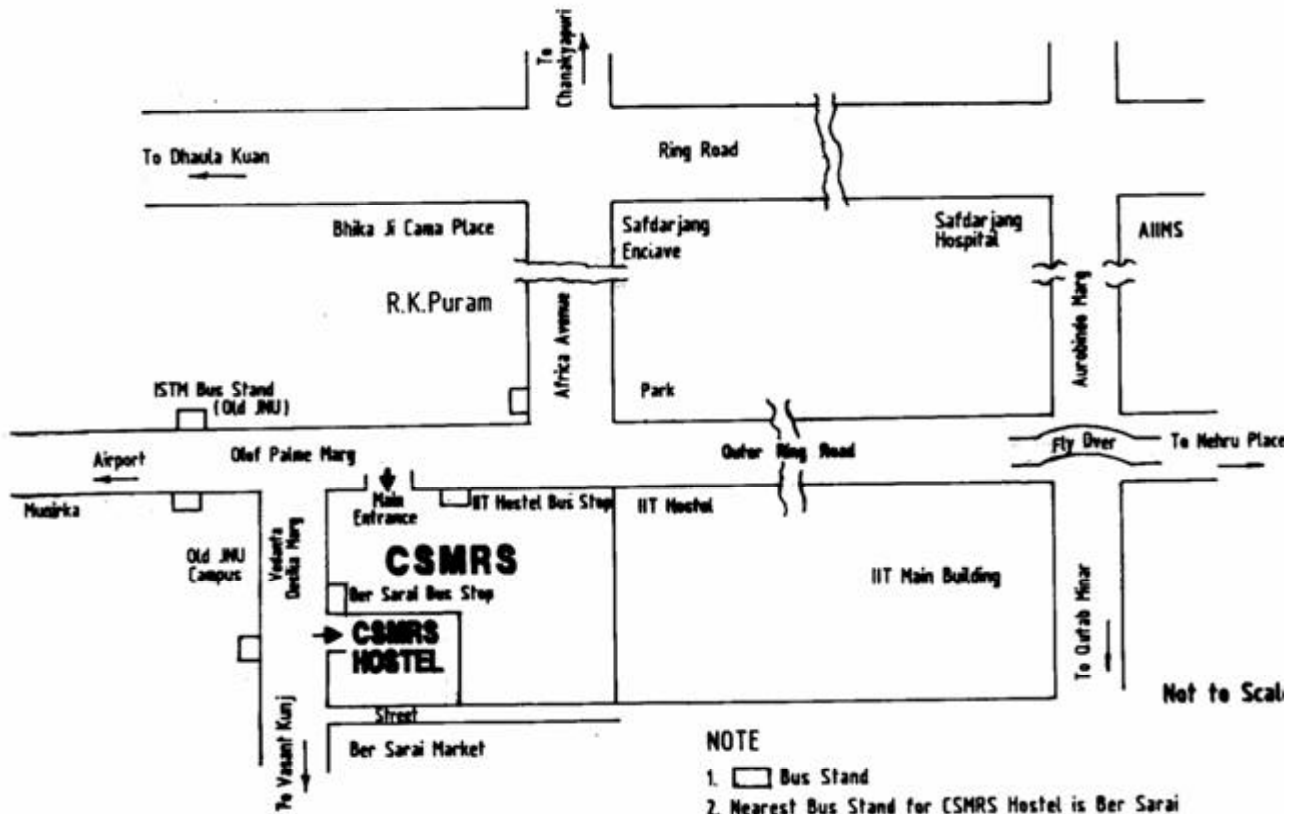 To
Chanakyapuri
To Dhaula Kuan
Ring Road
Bhika Ji Cama Place
Safdarjang
Enclave
Safdarjang
Hospital
AIIMS
R.K.Puram
Africa Avenue
Aurobindo Marg
ISTM Bus Stand
(Old JNU)
Park
Airport
Olof Palme Marg
Outer Ring Road
Fly Over
To Nehru Place
Munirka
Main
Entrance
IIT Hostel Bus Stop
IIT Hostel
Old JNU
Campus
Vedanta
Desika Marg
CSMRS
IIT Main Building
Ber Sarai Bus Stop
CSMRS
HOSTEL
To Qutab Minar
Not to Scale
Street
Ber Sarai Market
To Vasant Kunj
NOTE
1. Bus Stand
2. Nearest Bus Stand for CSMRS Hostel is Ber Sarai